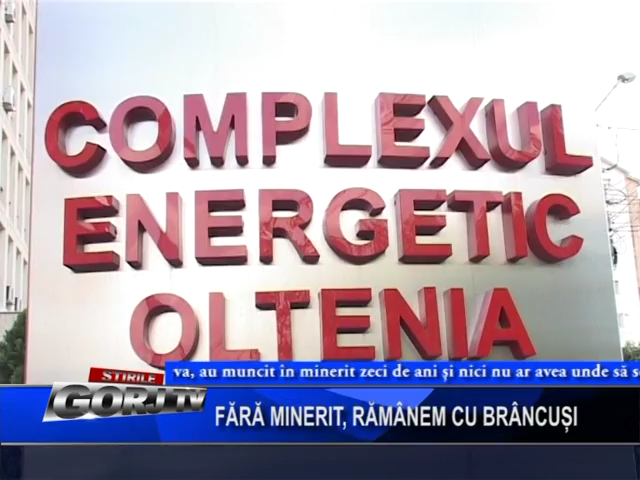 COMPLEXUL
ENERGETIC
OLTENIA
va, au muncit în minerit zeci de ani și nici nu ar avea unde să s
ȘTIRILE
GORJ TV
FĂRĂ MINERIT, RĂMÂNEM CU BRÂNCUȘI